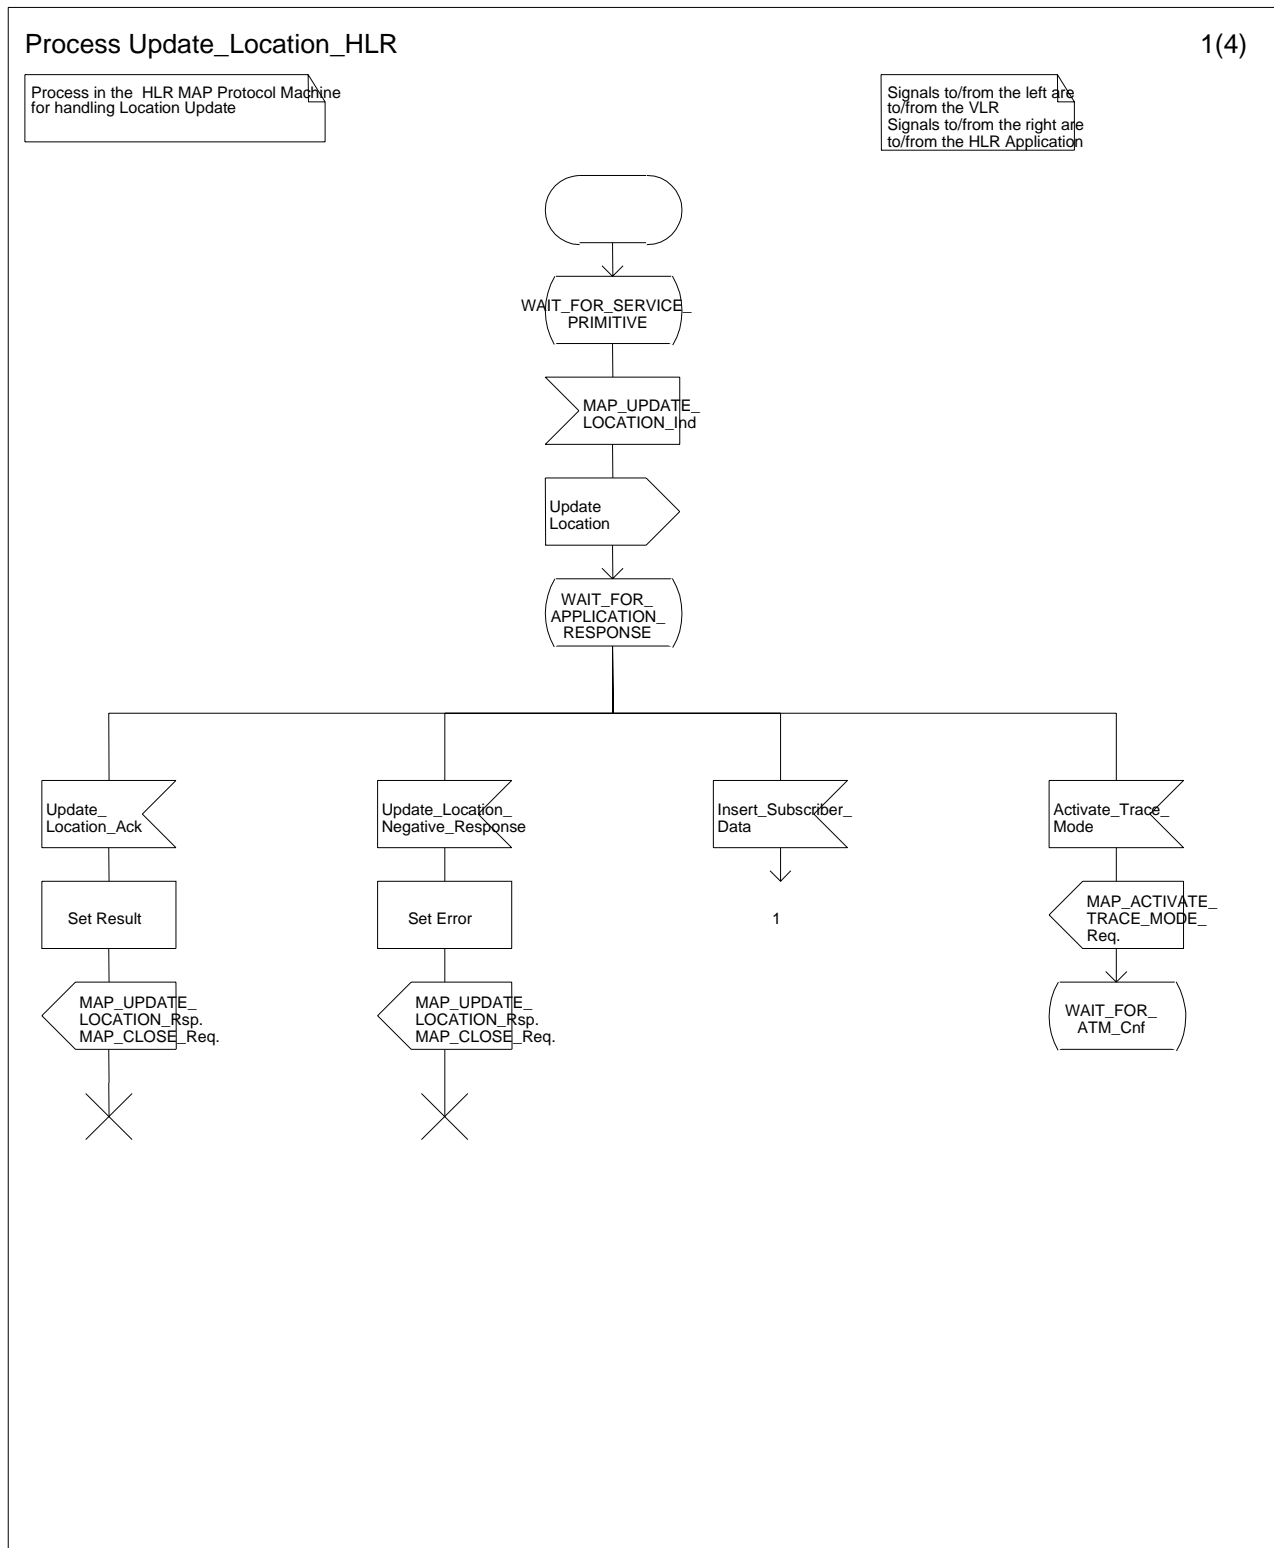 Process Update_Location_HLR
1(4)
Process in the HLR MAP Protocol Machine
for handling Location Update
Signals to/from the left are
to/from the VLR
Signals to/from the right are
to/from the HLR Application
WAIT_FOR_SERVICE_
PRIMITIVE
MAP_UPDATE_
LOCATION_Ind
Update
Location
WAIT_FOR_
APPLICATION_
RESPONSE
Update_
Location_Ack
Update_Location_
Negative_Response
Insert_Subscriber_
Data
Activate_Trace_
Mode
Set Result
Set Error
1
MAP_ACTIVATE_
TRACE_MODE_
Req.
MAP_UPDATE_
LOCATION_Rsp.
MAP_CLOSE_Req.
MAP_UPDATE_
LOCATION_Rsp.
MAP_CLOSE_Req.
WAIT_FOR_
ATM_Cnf